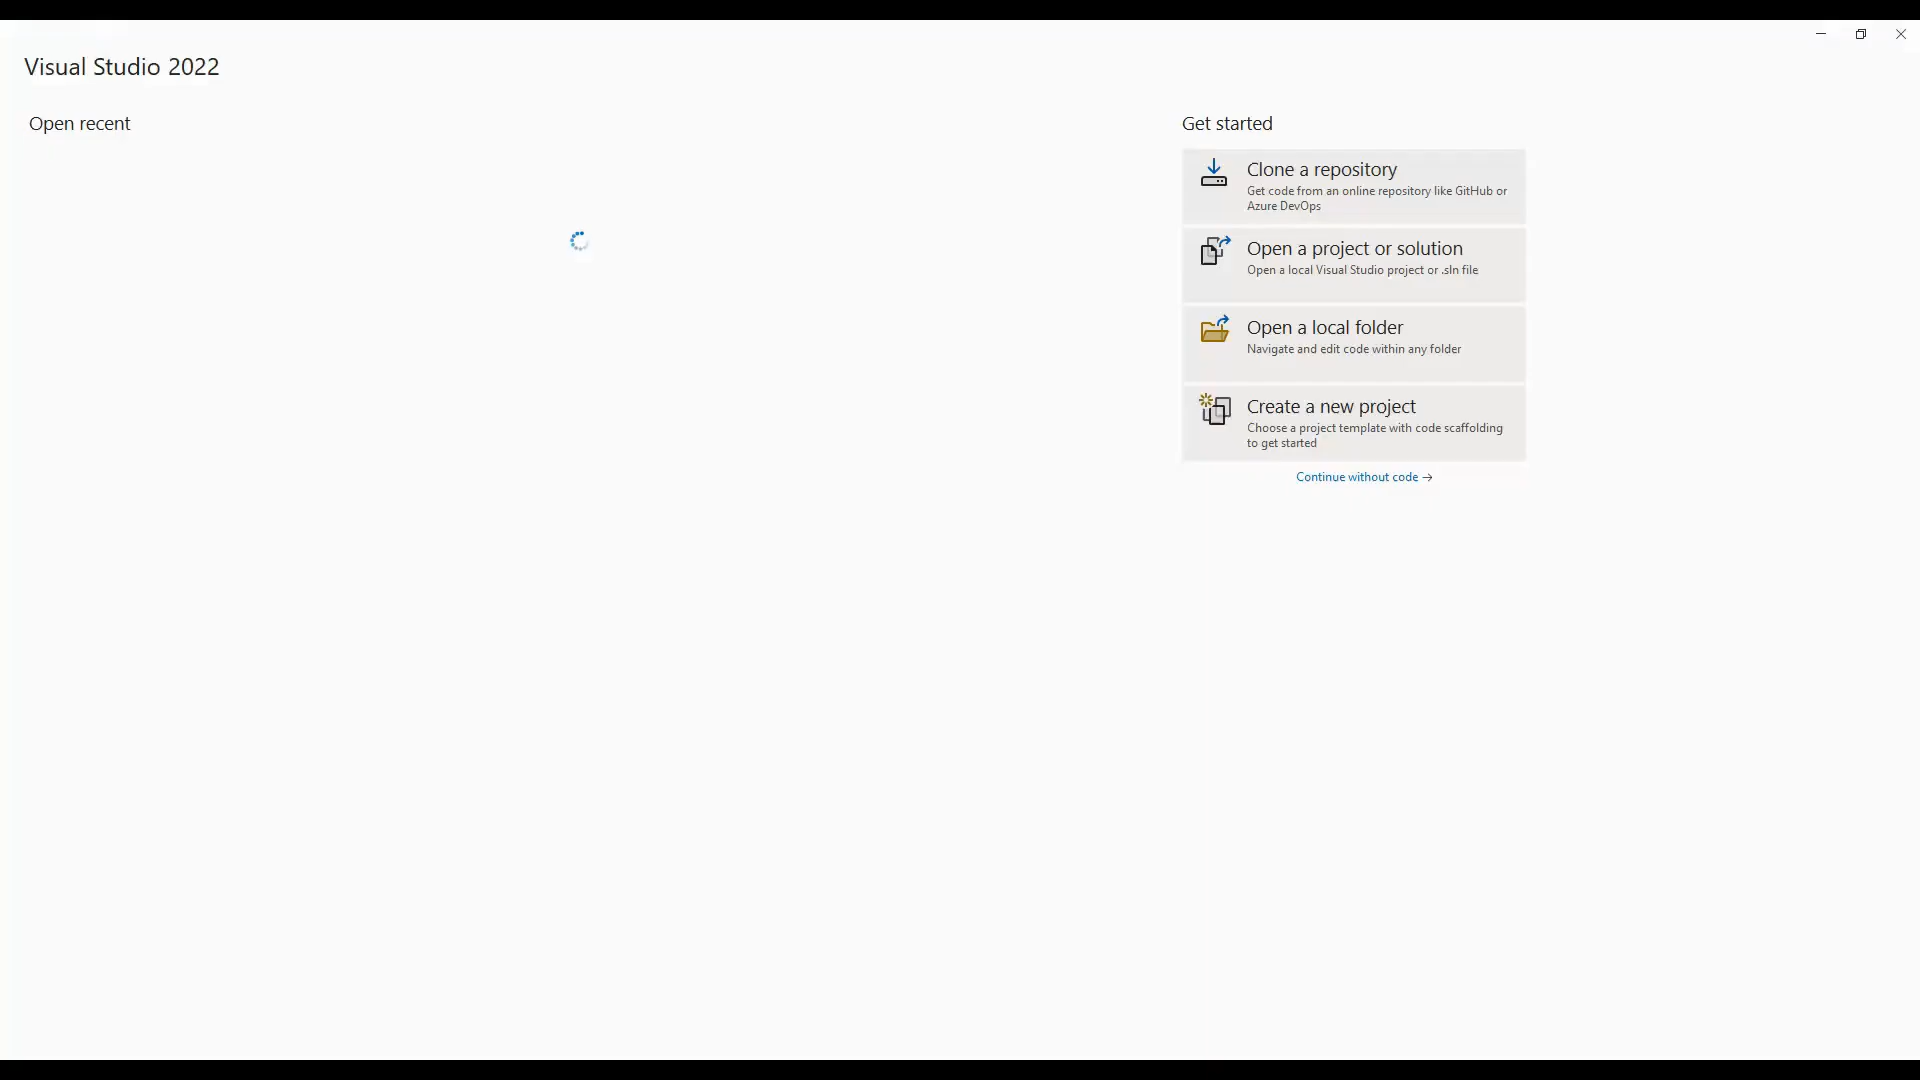 Visual Studio 2022
Open recent
Get started
Clone a repository
Get code from an online repository like GitHub or
Azure DevOps
Open a project or solution
Open a local Visual Studio project or .sln file
Open a local folder
Navigate and edit code within any folder
Create a new project
Choose a project template with code scaffolding
to get started
Continue without code →